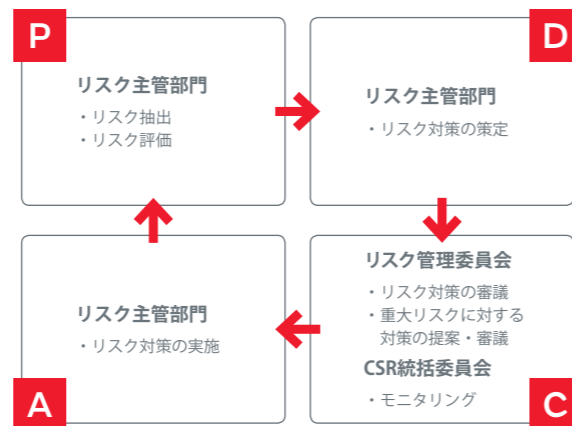 P
リスク主管部門
・リスク抽出
・リスク評価
D
リスク主管部門
・リスク対策の策定
リスク管理委員会
・リスク対策の審議
・重大リスクに対する
対策の提案・審議
CSR統括委員会
・モニタリング
C
リスク主管部門
・リスク対策の実施
A